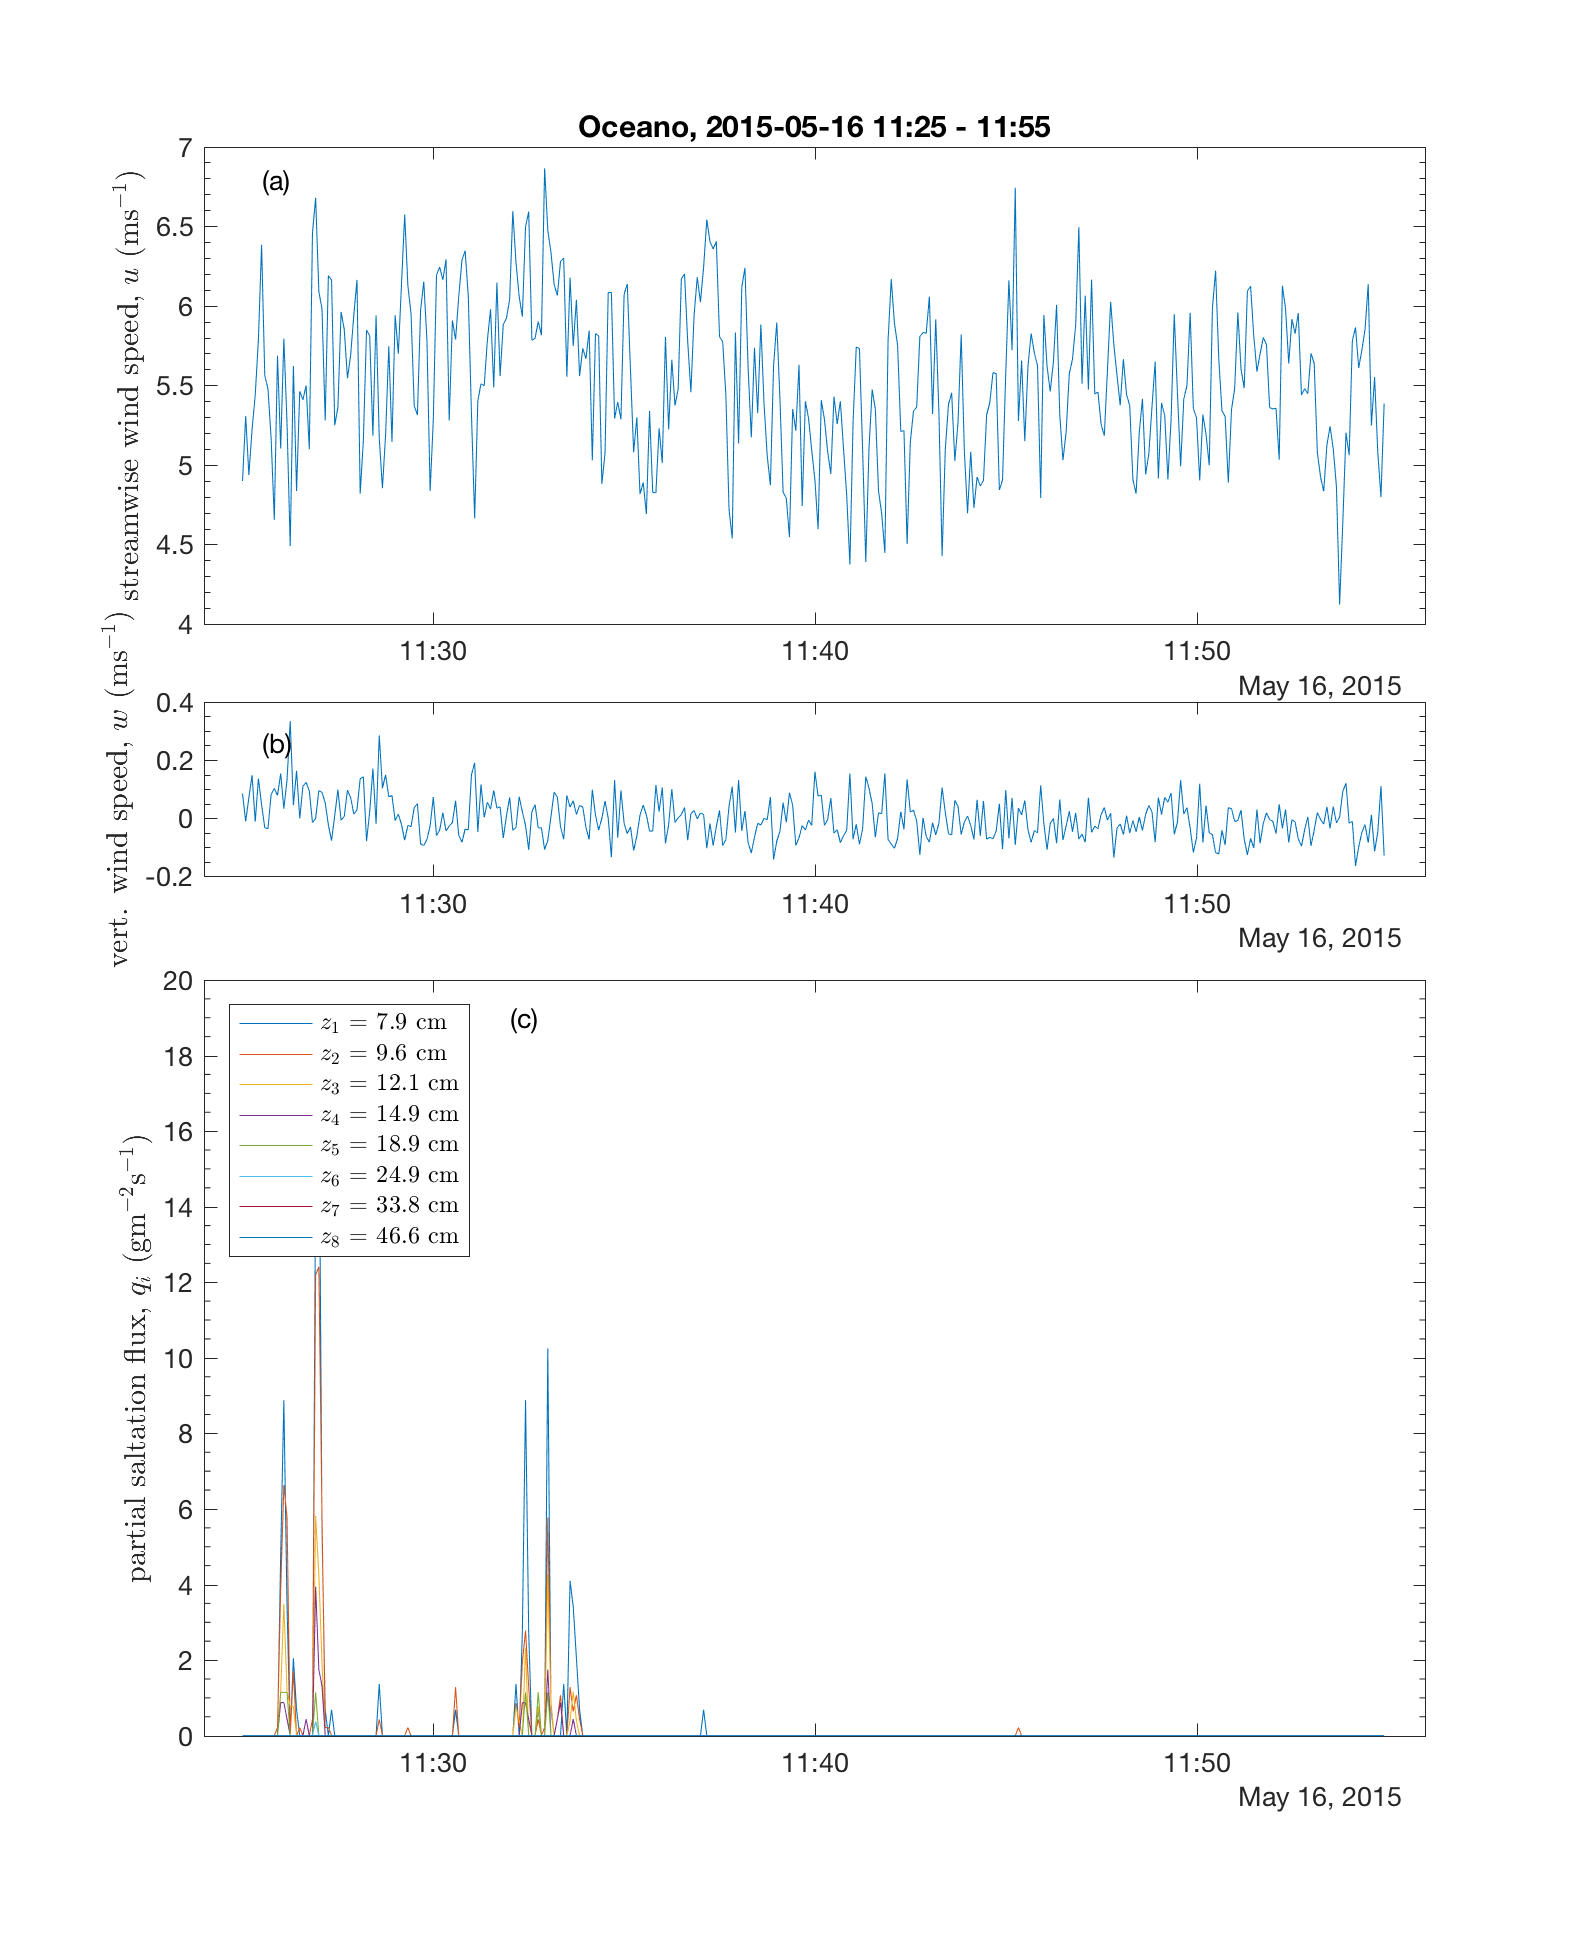 Oceano, 2015-05-16 11:25 - 11:55
streamwise wind speed, u (ms⁻¹)
7
6.5
6
5.5
5
4.5
4
(a)
11:30 11:40 11:50
May 16, 2015
vert. wind speed, w (ms⁻¹)
0.4
0.2
0
-0.2
(b)
11:30 11:40 11:50
May 16, 2015
partial saltation flux, qᵢ (gm⁻²s⁻¹)
20
18
16
14
12
10
8
6
4
2
0
z₁ = 7.9 cm
z₂ = 9.6 cm
z₃ = 12.1 cm
z₄ = 14.9 cm
z₅ = 18.9 cm
z₆ = 24.9 cm
z₇ = 33.8 cm
z₈ = 46.6 cm
(c)
11:30 11:40 11:50
May 16, 2015